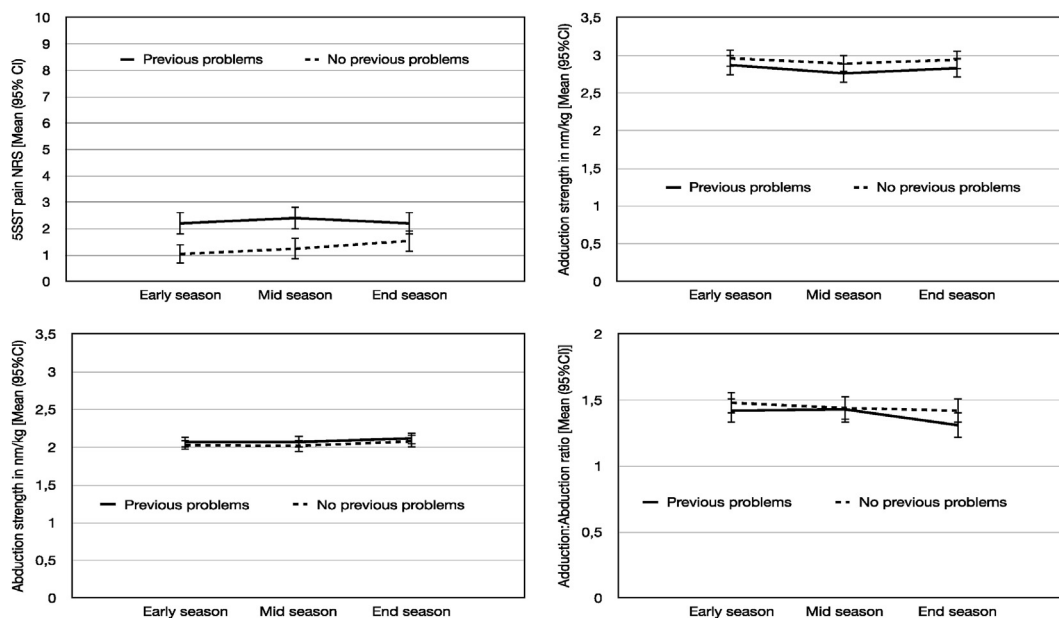 5SST pain NRS [Mean (95% CI)
10
9
8
7
6
5
4
3
2
1
0
Previous problems
No previous problems
Early season
Mid season
End season
Adduction strength in nm/kg [Mean (95%CI)
3,5
3
2,5
2
1,5
1
0,5
0
Previous problems
No previous problems
Early season
Mid season
End season
Abduction strength in nm/kg [Mean (95%CI)
3,5
3
2,5
2
1,5
1
0,5
0
Previous problems
No previous problems
Early season
Mid season
End season
Adduction:Abduction ratio [Mean (95%CI)]
2
1,5
1
0,5
0
Previous problems
No previous problems
Early season
Mid season
End season